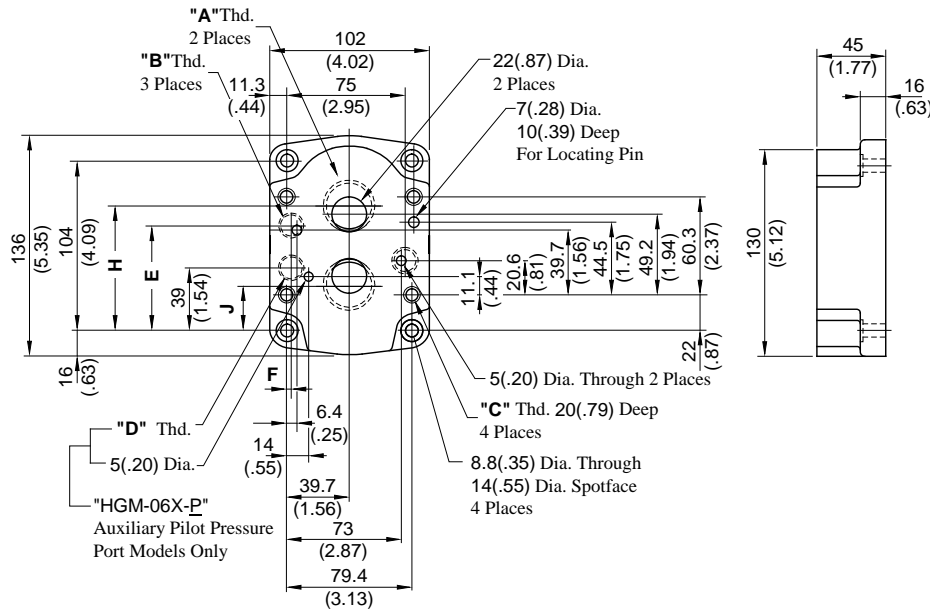 "A" Thd.
2 Places
102
(4.02)
45
(1.77)
"B" Thd.
3 Places
22(.87) Dia.
2 Places
16
(.63)
11.3
(.44)
75
(2.95)
7(.28) Dia.
10(.39) Deep
For Locating Pin
136
(5.35)
104
(4.09)
H
E
39
(1.54)
J
11.1
(.44)
20.6
(.81)
39.7
(1.56)
44.5
(1.75)
49.2
(1.94)
60.3
(2.37)
130
(5.12)
16
(.63)
22
(.87)
F
5(.20) Dia. Through 2 Places
"D" Thd.
6.4
(.25)
"C" Thd. 20(.79) Deep
4 Places
5(.20) Dia.
14
(.55)
8.8(.35) Dia. Through
14(.55) Dia. Spotface
4 Places
39.7
(1.56)
"HGM-06X-P"
Auxiliary Pilot Pressure
Port Models Only
73
(2.87)
79.4
(3.13)